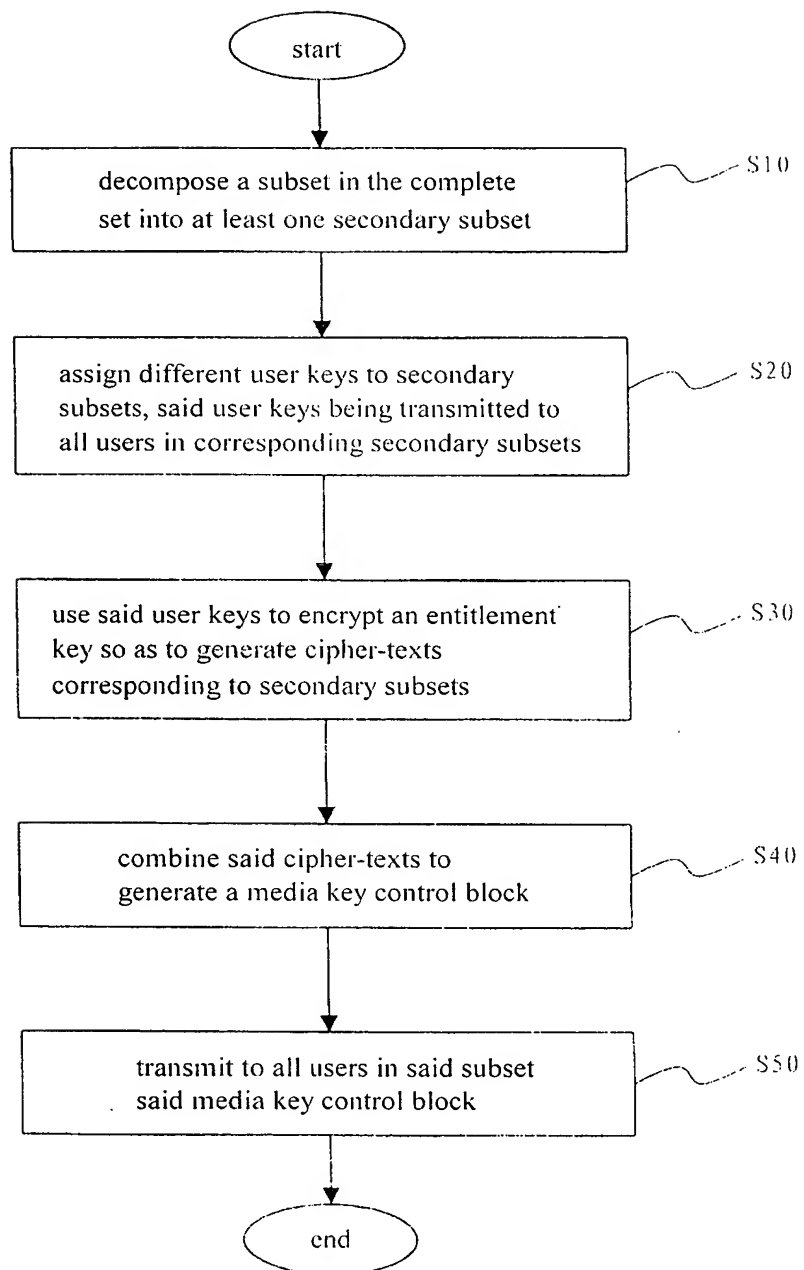 start
decompose a subset in the complete
set into at least one secondary subset
S10
assign different user keys to secondary
subsets, said user keys being transmitted to
all users in corresponding secondary subsets
S20
use said user keys to encrypt an entitlement
key so as to generate cipher-texts
corresponding to secondary subsets
S30
combine said cipher-texts to
generate a media key control block
S40
transmit to all users in said subset
said media key control block
S50
end